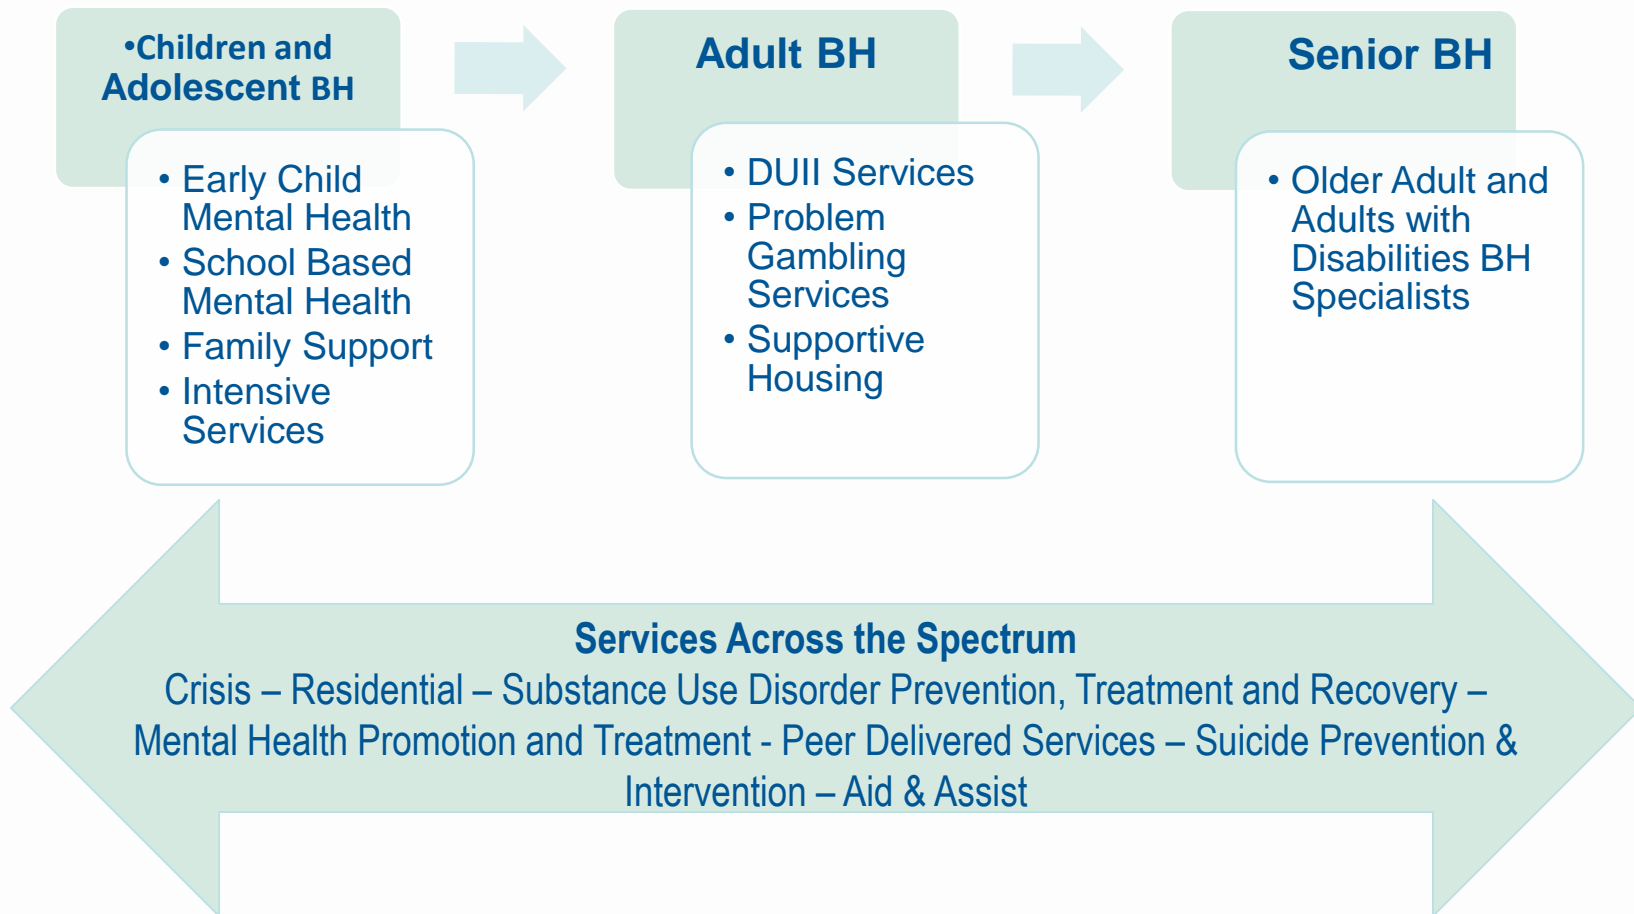 •Children and
Adolescent BH
• Early Child
Mental Health
• School Based
Mental Health
• Family Support
• Intensive
Services
Adult BH
• DUII Services
• Problem
Gambling
Services
• Supportive
Housing
Senior BH
• Older Adult and
Adults with
Disabilities BH
Specialists
Services Across the Spectrum
Crisis – Residential – Substance Use Disorder Prevention, Treatment and Recovery –
Mental Health Promotion and Treatment - Peer Delivered Services – Suicide Prevention &
Intervention – Aid & Assist